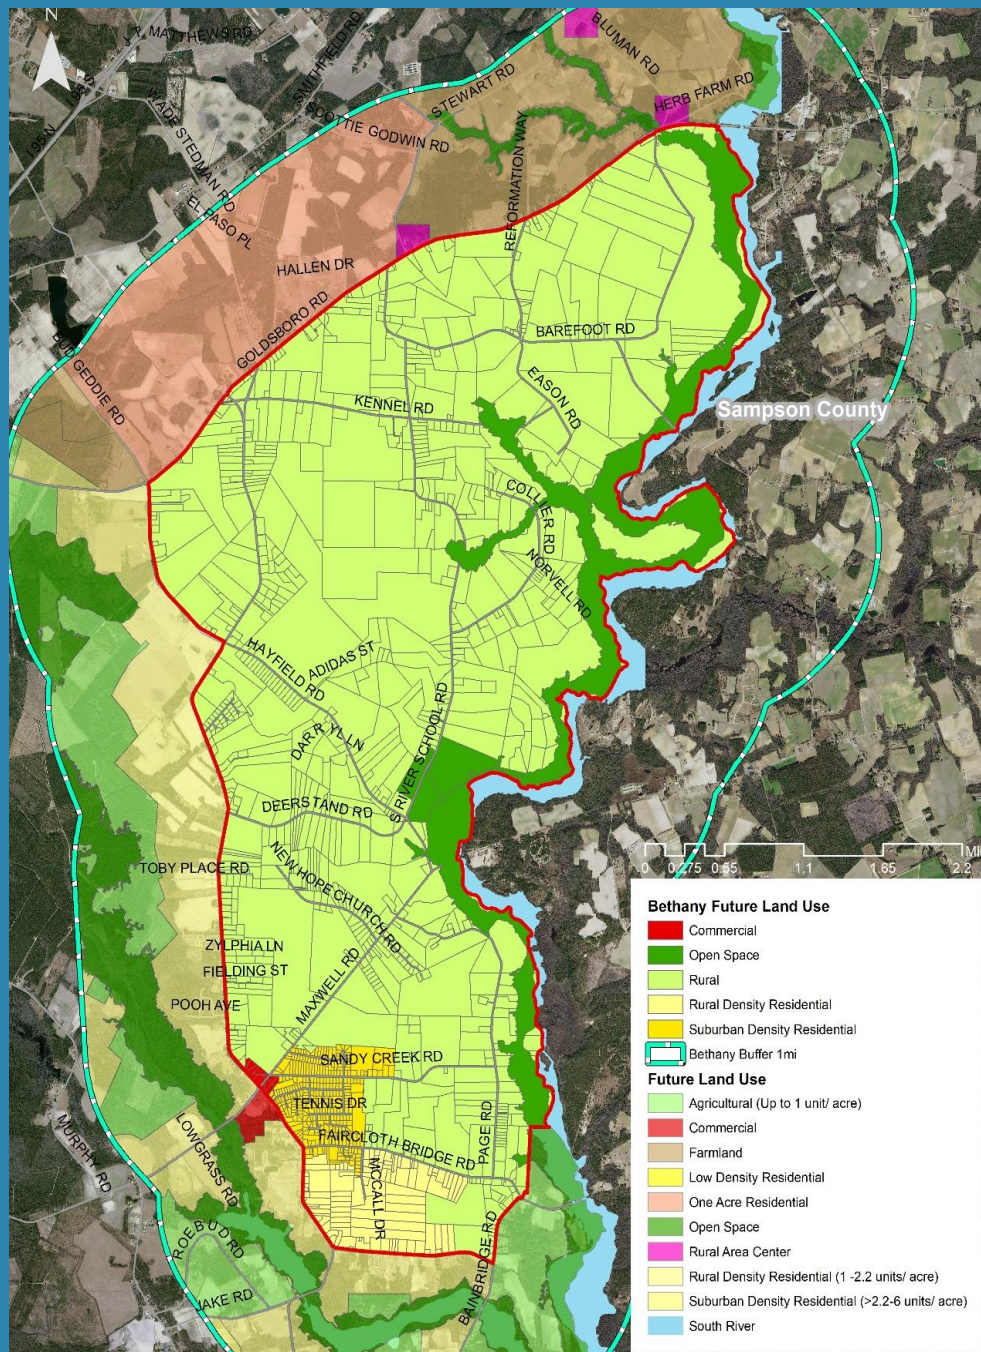 N
J.V. MATTHEWS RD
SMITHFIELD RD
BLUMAN RD
I 95 S
I 95 N
WADE STEDMAN RD
STEWART RD
HERB FARM RD
SCOTTIE GODWIN RD
REFORMATION WAY
EL PASO PL
HALLEN DR
GOLDSBORO RD
BAREFOOT RD
GEDDIE RD
EASON RD
KENNEL RD
Sampson County
COLLIER RD
NORVELL RD
HAYFIELD RD
ADIDAS ST
DARRYL LN
S RIVER SCHOOL RD
DEERSTAND RD
TOBY PLACE RD
NEW HOPE CHURCH RD
MI
0 0.275 0.55 1.1 1.65 2.2
ZYLPHIA LN
FIELDING ST
POOH AVE
MAXWELL RD
SANDY CREEK RD
TENNIS DR
FAIRCLOTH BRIDGE RD
PAGE RD
MURPHY RD
LOWGRASS RD
MCCALL DR
ROEBUD RD
JAKE RD
BAINBRIDGE RD
Bethany Future Land Use
Commercial
Open Space
Rural
Rural Density Residential
Suburban Density Residential
Bethany Buffer 1mi
Future Land Use
Agricultural (Up to 1 unit/ acre)
Commercial
Farmland
Low Density Residential
One Acre Residential
Open Space
Rural Area Center
Rural Density Residential (1 -2.2 units/ acre)
Suburban Density Residential (>2.2-6 units/ acre)
South River